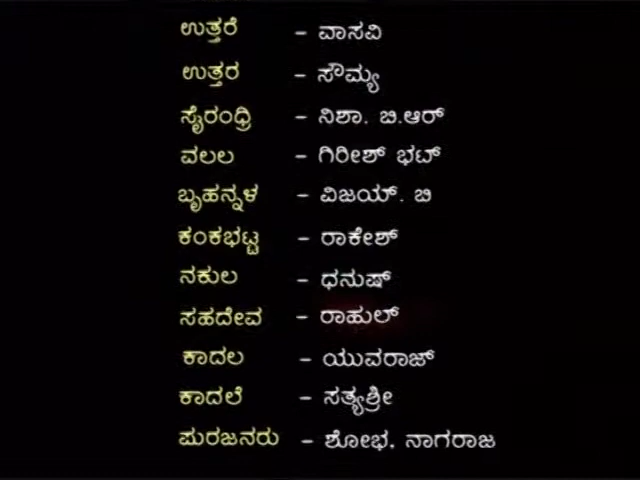 ಉತ್ತರೆ – ವಾಸವಿ
ಉತ್ತರ – ಸೌಮ್ಯ
ಸೈರಂಧ್ರಿ – ನಿಶಾ. ಬಿ.ಆರ್
ವಲಲ – ಗಿರೀಶ್ ಭಟ್
ಬೃಹನ್ನಳ – ವಿಜಯ್. ಬಿ
ಕಂಕಭಟ್ಟ – ರಾಕೇಶ್
ನಕುಲ – ಧನುಷ್
ಸಹದೇವ – ರಾಹುಲ್
ಕಾದಲ – ಯುವರಾಜ್
ಕಾದಲೆ – ಸತ್ಯಶ್ರೀ
ಪುರಜನರು – ಶೋಭ, ನಾಗರಾಜ